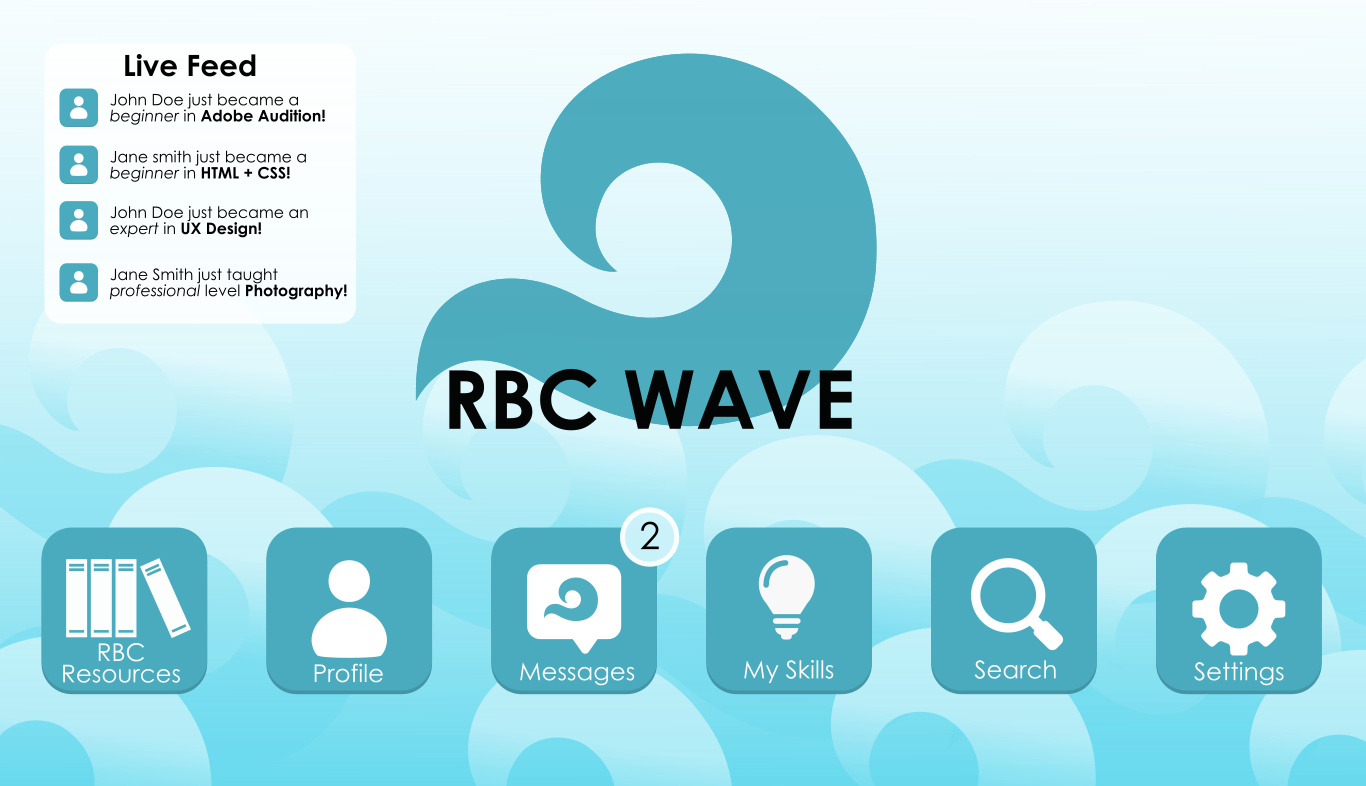 Live Feed
John Doe just became a
beginner in Adobe Audition!
Jane smith just became a
beginner in HTML + CSS!
John Doe just became an
expert in UX Design!
Jane Smith just taught
professional level Photography!
RBC WAVE
2
RBC
Resources
Profile
Messages
My Skills
Search
Settings